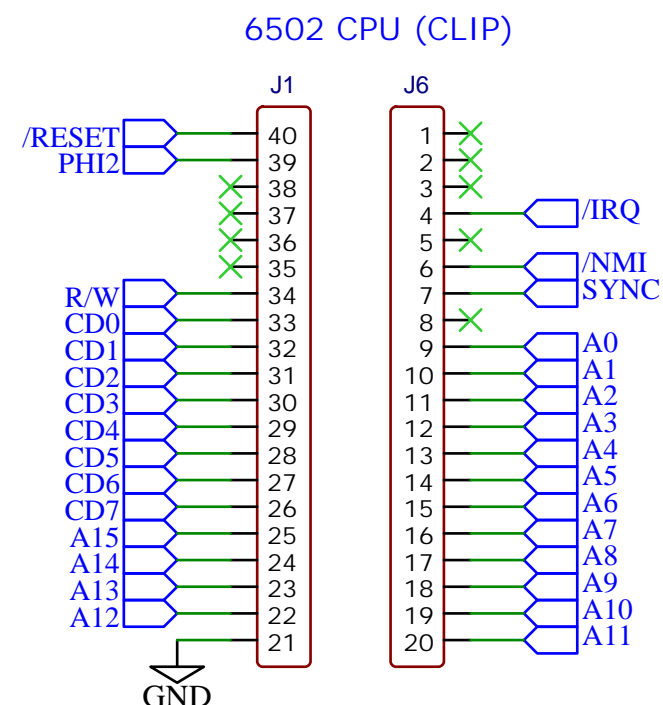 6502 CPU (CLIP)
J1
J6
/RESET 40
PHI2 39
38
37
36
35
R/W 34
CD0 33
CD1 32
CD2 31
CD3 30
CD4 29
CD5 28
CD6 27
CD7 26
A15 25
A14 24
A13 23
A12 22
21
GND
1
2
3
4 /IRQ
5
6 /NMI
7 SYNC
8
9 A0
10 A1
11 A2
12 A3
13 A4
14 A5
15 A6
16 A7
17 A8
18 A9
19 A10
20 A11